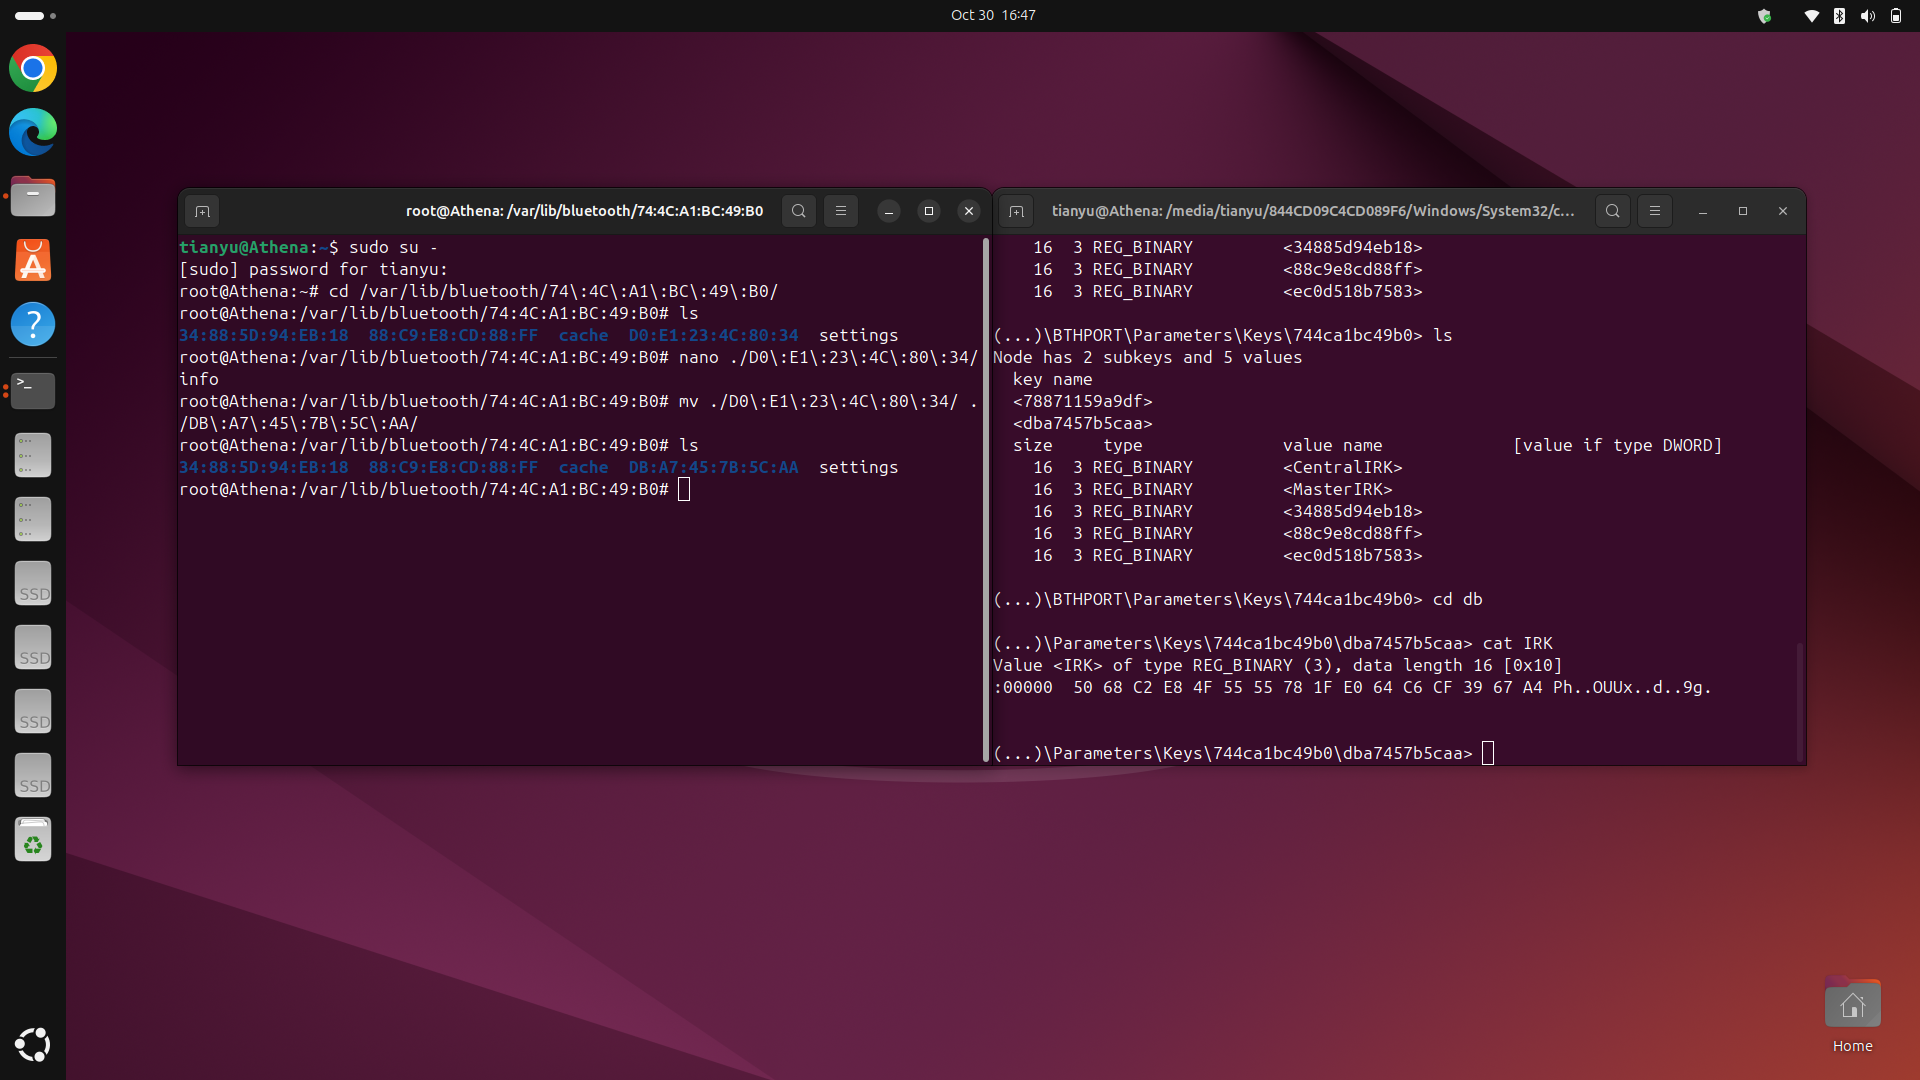 Oct 30 16:47
root@Athena: /var/lib/bluetooth/74:4C:A1:BC:49:B0
tianyu@Athena:~$ sudo su -
[sudo] password for tianyu:
root@Athena:~# cd /var/lib/bluetooth/74\:4C\:A1\:BC\:49\:B0/
root@Athena:/var/lib/bluetooth/74:4C:A1:BC:49:B0# ls
34:88:5D:94:EB:18  88:C9:E8:CD:88:FF  cache  D0:E1:23:4C:80:34  settings
root@Athena:/var/lib/bluetooth/74:4C:A1:BC:49:B0# nano ./D0\:E1\:23\:4C\:80\:34/
info
root@Athena:/var/lib/bluetooth/74:4C:A1:BC:49:B0# mv ./D0\:E1\:23\:4C\:80\:34/ .
/DB\:A7\:45\:7B\:5C\:AA/
root@Athena:/var/lib/bluetooth/74:4C:A1:BC:49:B0# ls
34:88:5D:94:EB:18  88:C9:E8:CD:88:FF  cache  DB:A7:45:7B:5C:AA  settings
root@Athena:/var/lib/bluetooth/74:4C:A1:BC:49:B0#
tianyu@Athena: /media/tianyu/844CD09C4CD089F6/Windows/System32/c...
16  3 REG_BINARY         <34885d94eb18>
16  3 REG_BINARY         <88c9e8cd88ff>
16  3 REG_BINARY         <ec0d518b7583>
(...)\BTHPORT\Parameters\Keys\744ca1bc49b0> ls
Node has 2 subkeys and 5 values
key name
<78871159a9df>
<dba7457b5caa>
size     type            value name             [value if type DWORD]
16  3 REG_BINARY         <CentralIRK>
16  3 REG_BINARY         <MasterIRK>
16  3 REG_BINARY         <34885d94eb18>
16  3 REG_BINARY         <88c9e8cd88ff>
16  3 REG_BINARY         <ec0d518b7583>
(...)\BTHPORT\Parameters\Keys\744ca1bc49b0> cd db
(...)\Parameters\Keys\744ca1bc49b0\dba7457b5caa> cat IRK
Value <IRK> of type REG_BINARY (3), data length 16 [0x10]
:00000  50 68 C2 E8 4F 55 55 78 1F E0 64 C6 CF 39 67 A4 Ph..OUUx..d..9g.
(...)\Parameters\Keys\744ca1bc49b0\dba7457b5caa>
SSD
SSD
SSD
SSD
Home